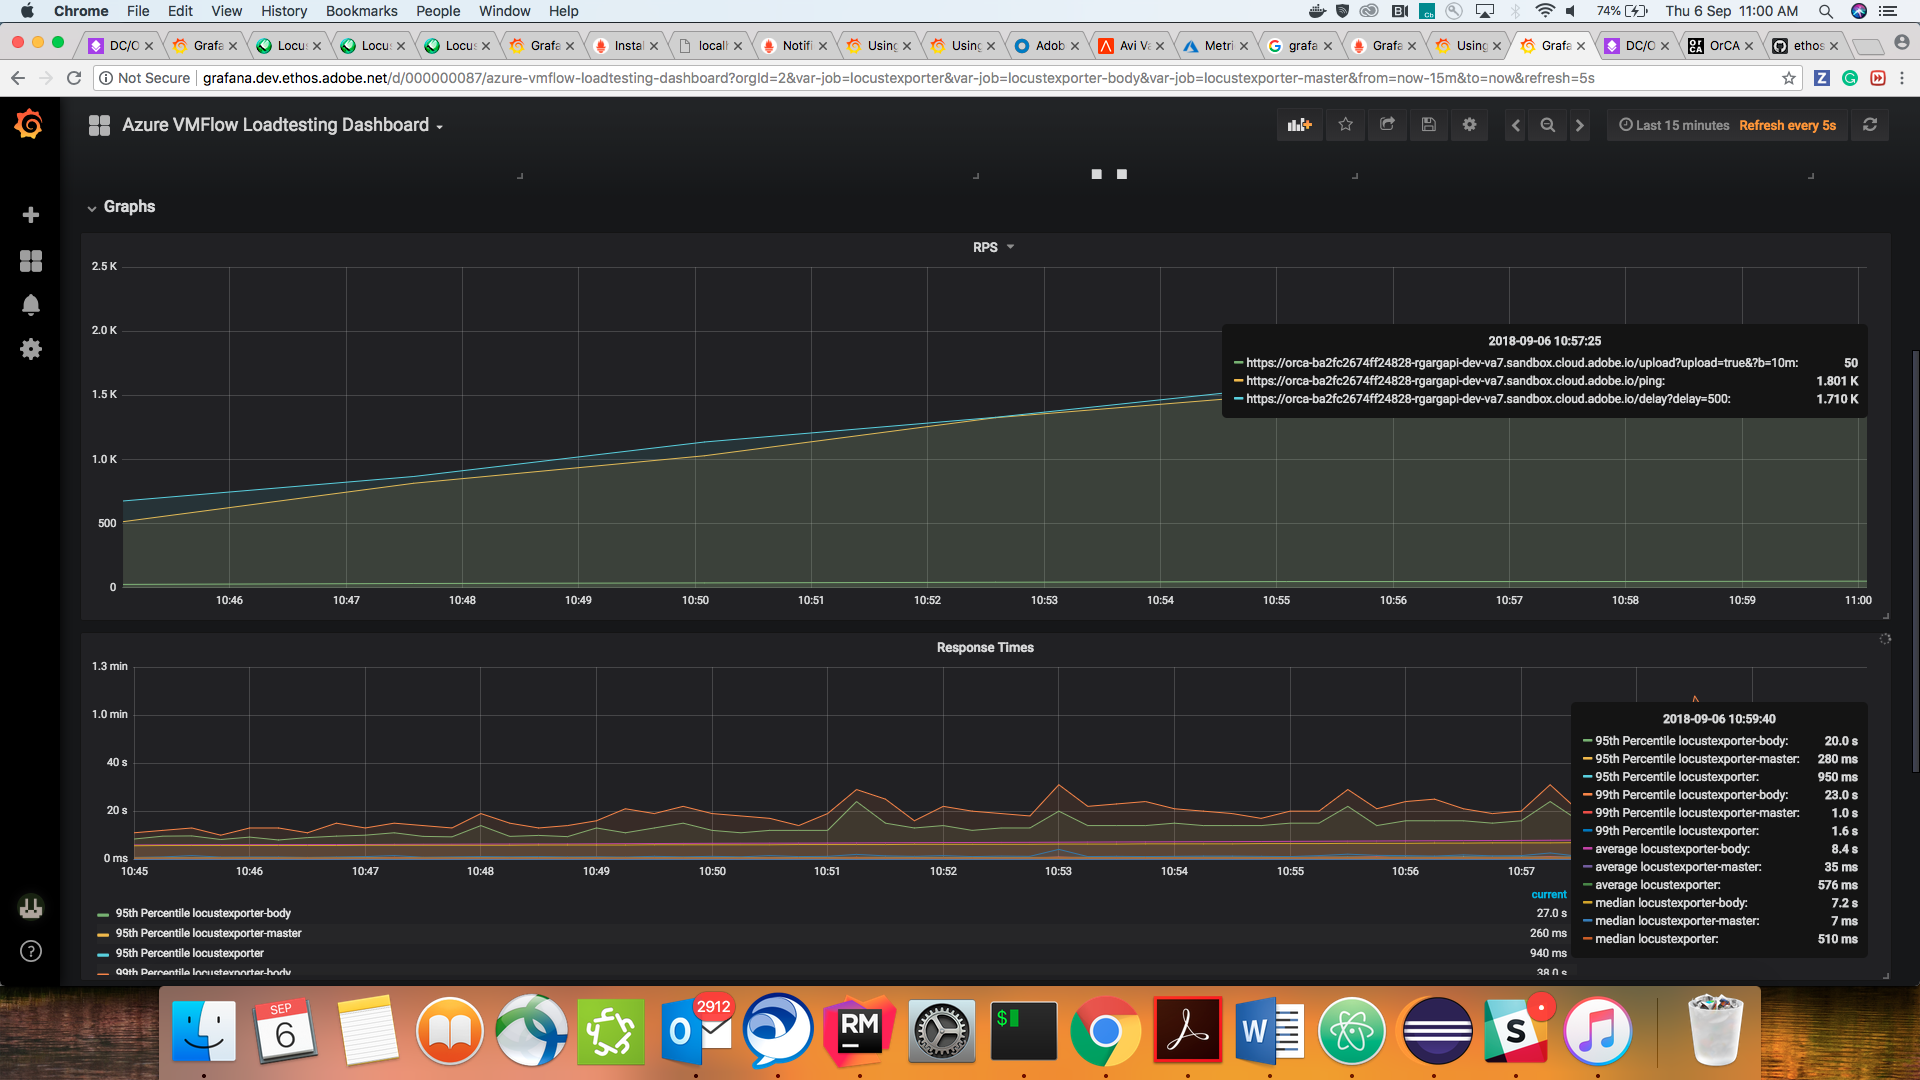 Chrome File Edit View History Bookmarks People Window Help 74% Thu 6 Sep 11:00 AM
DC/O Grafa Locus Locus Locus Grafa Instal local Notifi Using Using Adob Avi Va Metri grafa Grafa Using Grafa DC/O OrCA ethos
Not Secure grafana.dev.ethos.adobe.net/d/000000087/azure-vmflow-loadtesting-dashboard?orgId=2&var-job=locustexporter&var-job=locustexporter-body&var-job=locustexporter-master&from=now-15m&to=now&refresh=5s
Azure VMFlow Loadtesting Dashboard Last 15 minutes Refresh every 5s
Graphs
RPS
2.5 K
2.0 K
1.5 K
1.0 K
500
0
10:46 10:47 10:48 10:49 10:50 10:51 10:52 10:53 10:54 10:55 10:56 10:57 10:58 10:59 11:00
2018-09-06 10:57:25
https://orca-ba2fc2674ff24828-rgargapi-dev-va7.sandbox.cloud.adobe.io/upload?upload=true&?b=10m: 50
https://orca-ba2fc2674ff24828-rgargapi-dev-va7.sandbox.cloud.adobe.io/ping: 1.801 K
https://orca-ba2fc2674ff24828-rgargapi-dev-va7.sandbox.cloud.adobe.io/delay?delay=500: 1.710 K
Response Times
1.3 min
1.0 min
40 s
20 s
0 ms
10:45 10:46 10:47 10:48 10:49 10:50 10:51 10:52 10:53 10:54 10:55 10:56 10:57
2018-09-06 10:59:40
95th Percentile locustexporter-body: 20.0 s
95th Percentile locustexporter-master: 280 ms
95th Percentile locustexporter: 950 ms
99th Percentile locustexporter-body: 23.0 s
99th Percentile locustexporter-master: 1.0 s
99th Percentile locustexporter: 1.6 s
average locustexporter-body: 8.4 s
average locustexporter-master: 35 ms
average locustexporter: 576 ms
median locustexporter-body: 7.2 s
median locustexporter-master: 7 ms
median locustexporter: 510 ms
current
95th Percentile locustexporter-body 27.0 s
95th Percentile locustexporter-master 260 ms
95th Percentile locustexporter 940 ms
99th Percentile locustexporter-body 38.0 s
SEP
6
2912
RM
$
W
S